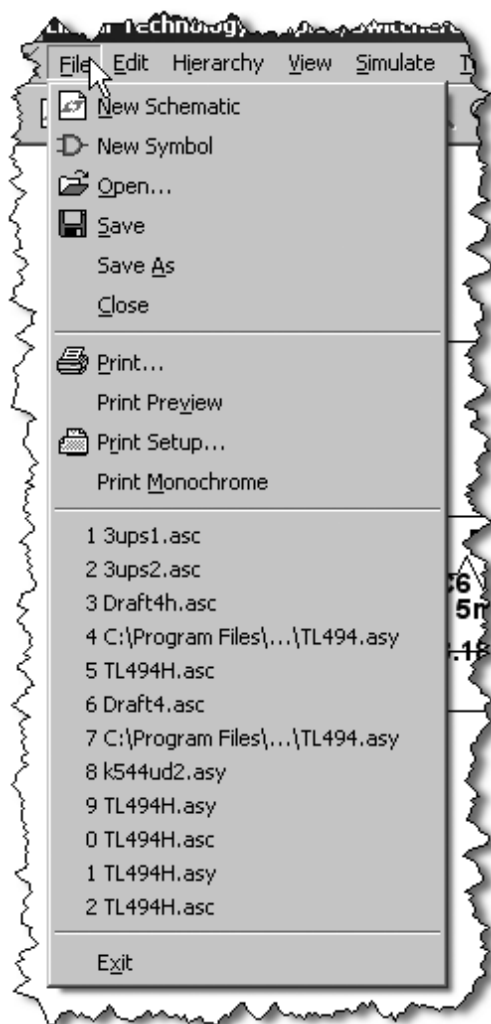 Technology
File Edit Hierarchy View Simulate
New Schematic
New Symbol
Open...
Save
Save As
Close
Print...
Print Preview
Print Setup...
Print Monochrome
1 3ups1.asc
2 3ups2.asc
3 Draft4h.asc
4 C:\Program Files\...\TL494.asy
5 TL494H.asc
6 Draft4.asc
7 C:\Program Files\...\TL494.asy
8 k544ud2.asy
9 TL494H.asy
0 TL494H.asc
1 TL494H.asy
2 TL494H.asc
Exit